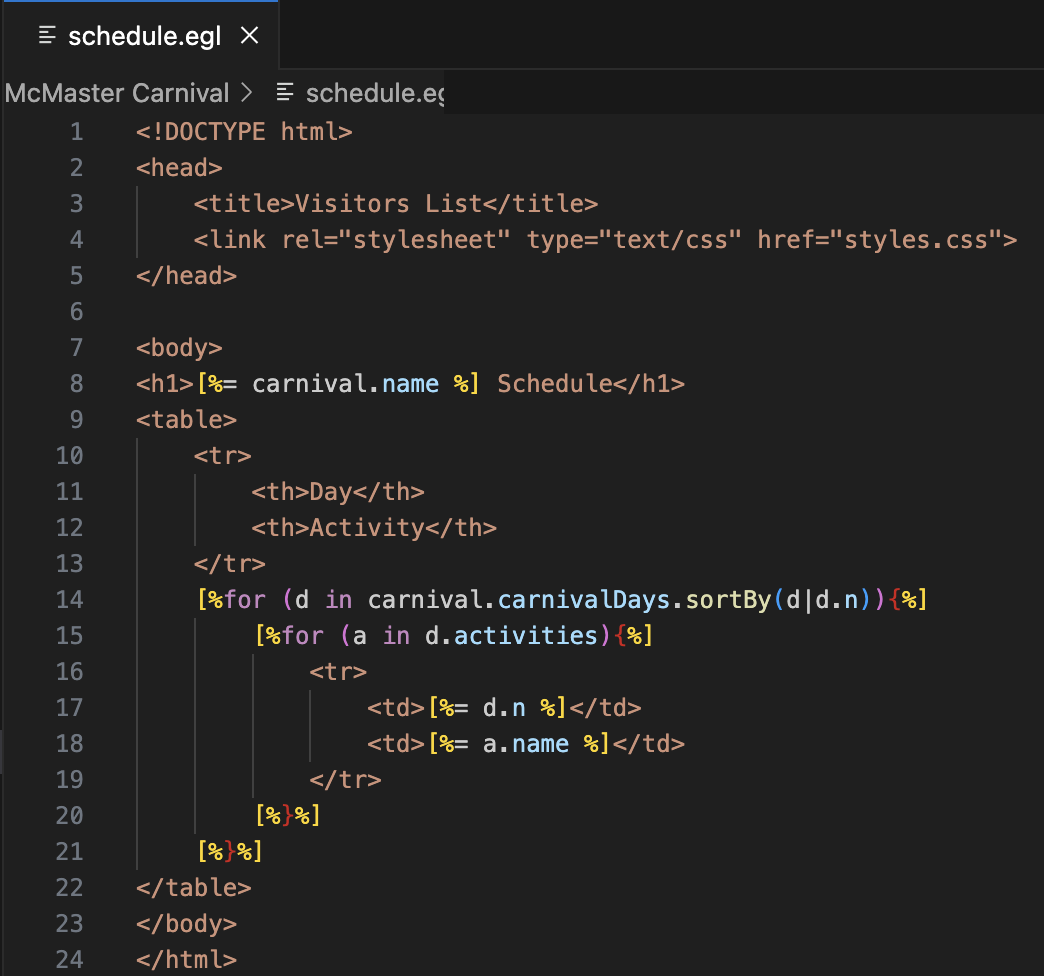 schedule.egl
McMaster Carnival > schedule.eg
1 <!DOCTYPE html>
2 <head>
3     <title>Visitors List</title>
4     <link rel="stylesheet" type="text/css" href="styles.css">
5 </head>
6
7 <body>
8 <h1>[%= carnival.name %] Schedule</h1>
9 <table>
10     <tr>
11         <th>Day</th>
12         <th>Activity</th>
13     </tr>
14     [%for (d in carnival.carnivalDays.sortBy(d|d.n)){%]
15         [%for (a in d.activities){%]
16             <tr>
17                 <td>[%= d.n %]</td>
18                 <td>[%= a.name %]</td>
19             </tr>
20         [%}%]
21     [%}%]
22 </table>
23 </body>
24 </html>